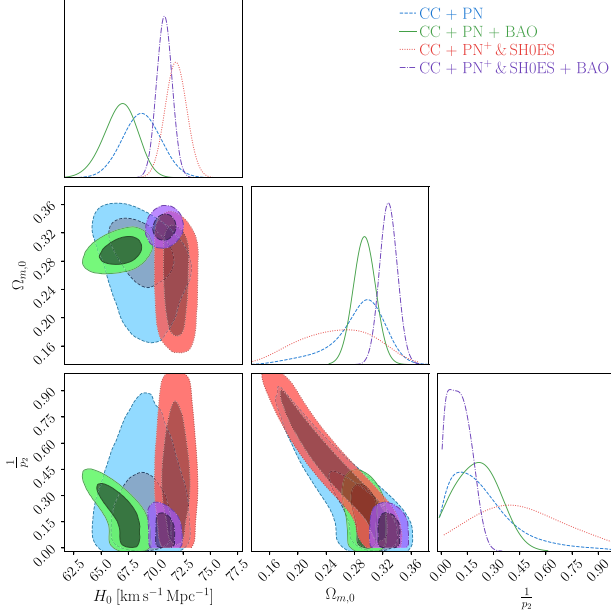 CC + PN
CC + PN + BAO
CC + PN⁺ & SH0ES
CC + PN⁺ & SH0ES + BAO
0.36
0.32
0.28
0.24
0.20
0.16
Ω_{m,0}
0.90
0.75
0.60
0.45
0.30
0.15
0.00
1/p₂
62.5 65.0 67.5 70.0 72.5 75.0 77.5
H₀ [km s⁻¹ Mpc⁻¹]
0.16 0.20 0.24 0.28 0.32 0.36
Ω_{m,0}
0.00 0.15 0.30 0.45 0.60 0.75 0.90
1/p₂